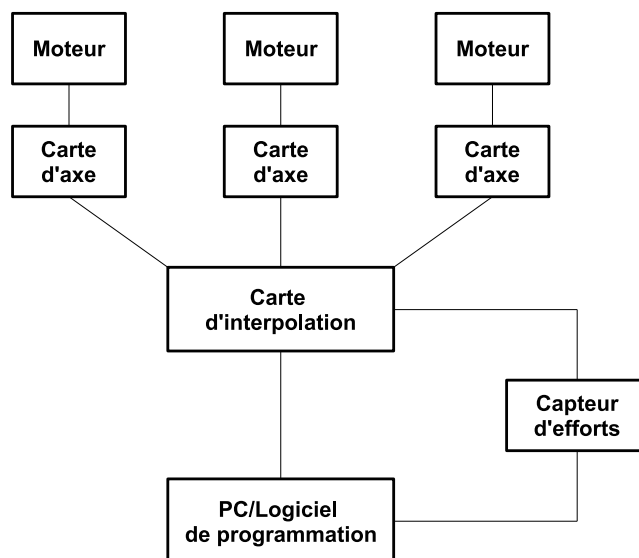 Moteur
Moteur
Moteur
Carte
d'axe
Carte
d'axe
Carte
d'axe
Carte
d'interpolation
Capteur
d'efforts
PC/Logiciel
de programmation